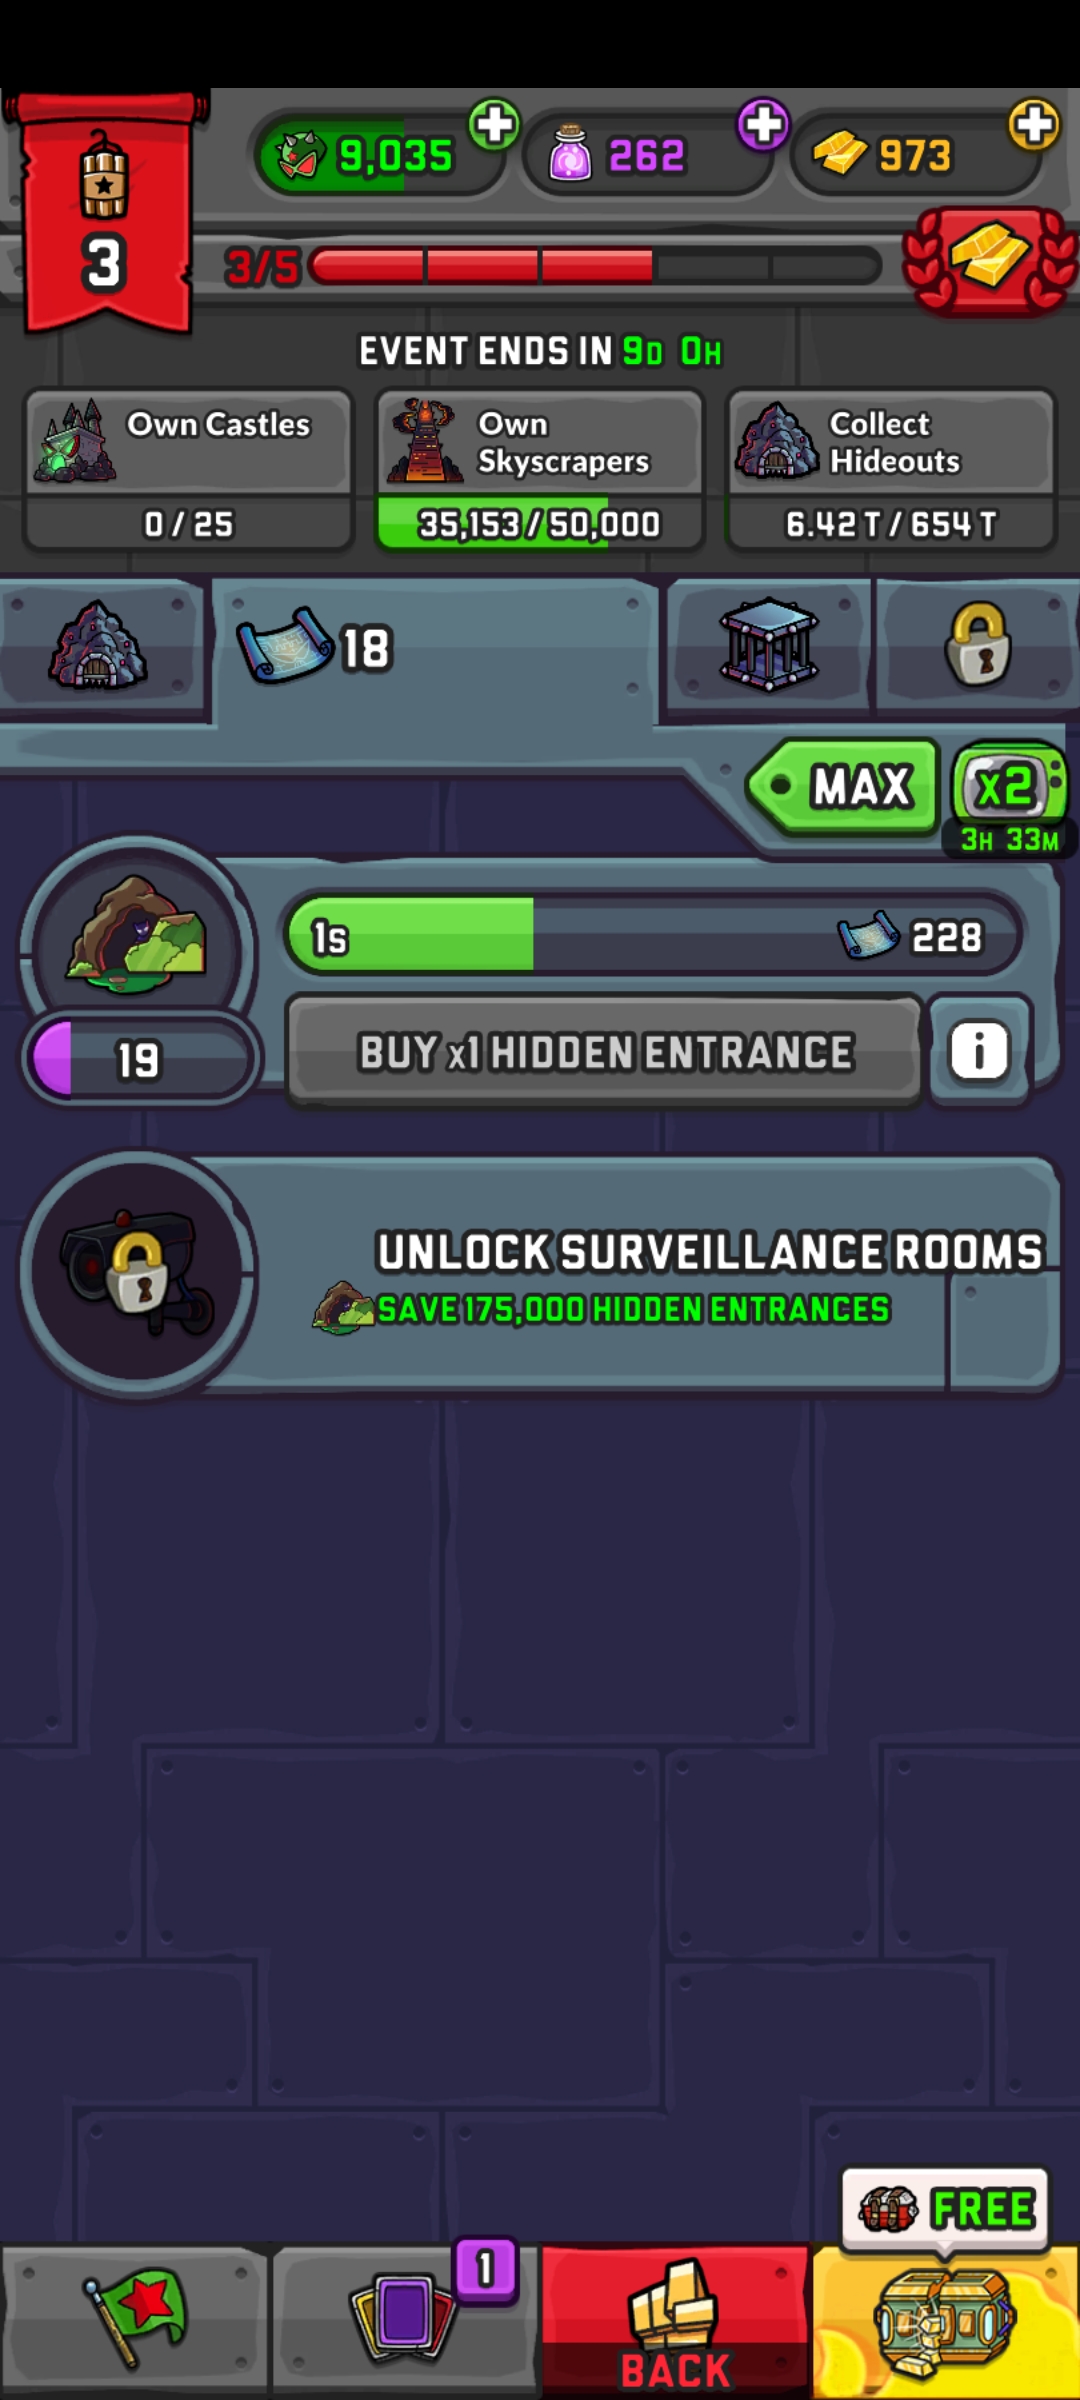 9,035
262
973
3
3/5
EVENT ENDS IN 9D 0H
Own Castles
0 / 25
Own
Skyscrapers
35,153 / 50,000
Collect
Hideouts
6.42 T / 654 T
18
MAX
x2
3H 33M
1s
228
19
BUY x1 HIDDEN ENTRANCE
i
UNLOCK SURVEILLANCE ROOMS
SAVE 175,000 HIDDEN ENTRANCES
FREE
1
BACK